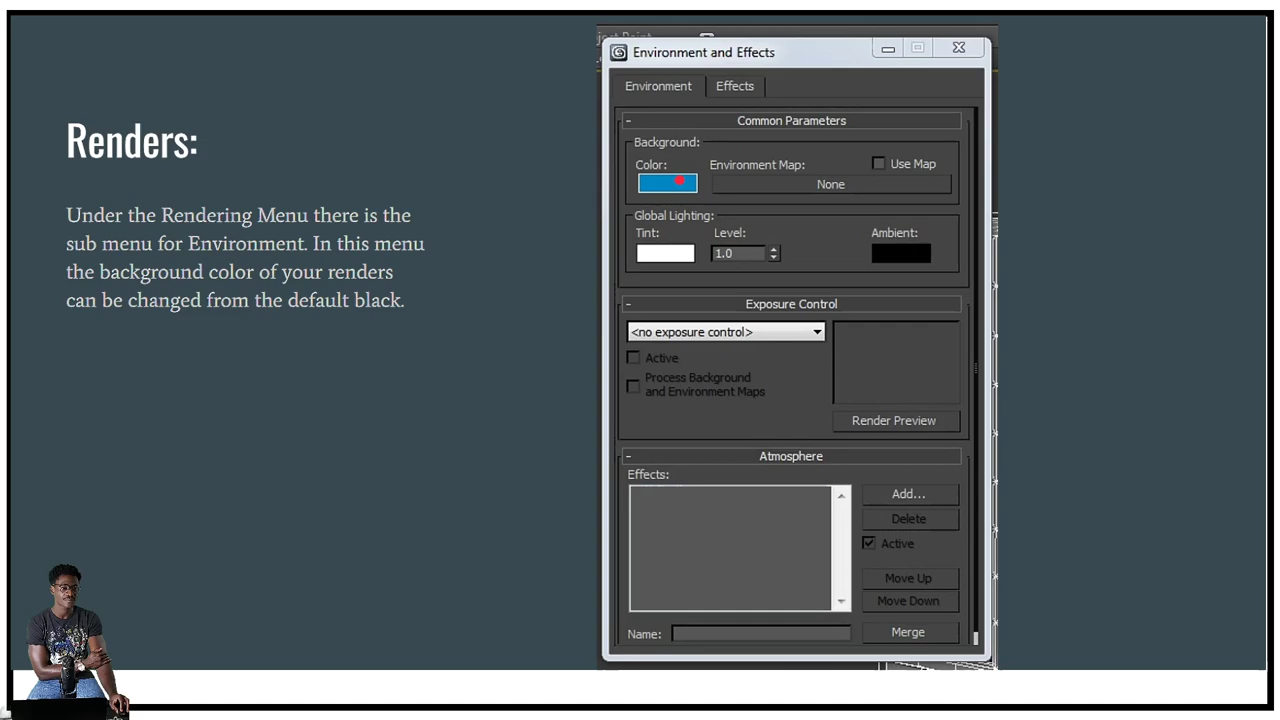 Renders:
Under the Rendering Menu there is the
sub menu for Environment. In this menu
the background color of your renders
can be changed from the default black.
Environment and Effects
Environment
Effects
- Common Parameters
Background:
Color:
Environment Map:
Use Map
None
Global Lighting:
Tint:
Level:
Ambient:
1.0
- Exposure Control
<no exposure control>
Active
Process Background
and Environment Maps
Render Preview
- Atmosphere
Effects:
Add...
Delete
Active
Move Up
Move Down
Name:
Merge